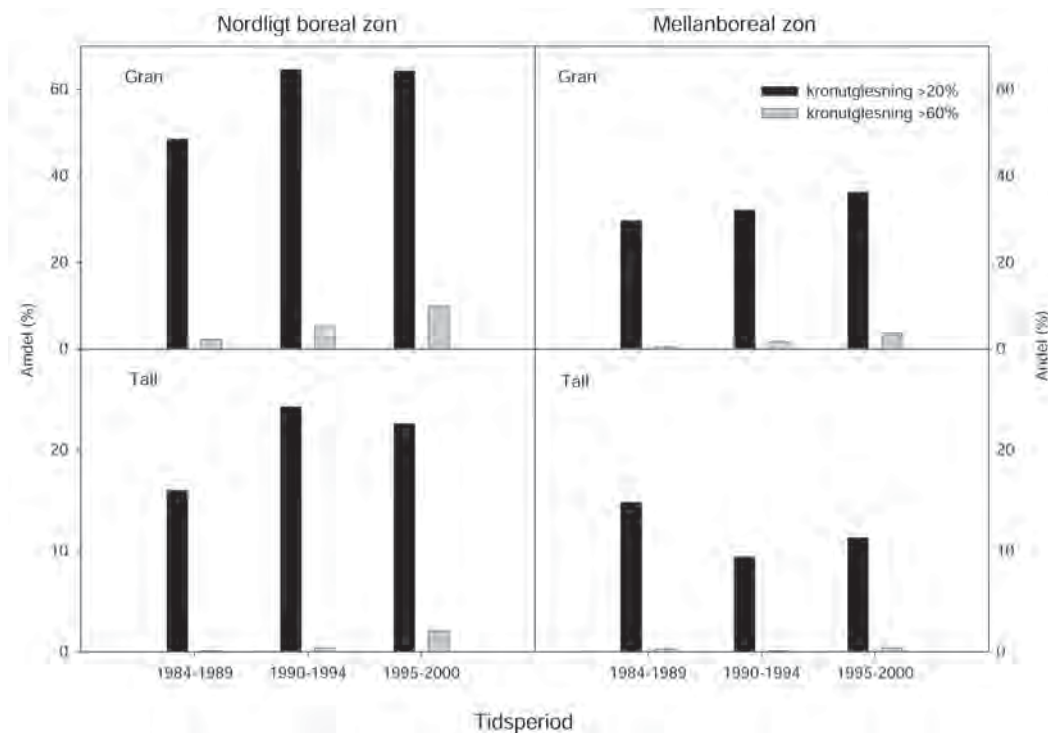 Nordligt boreal zon
Mellanboreal zon
Gran
Gran
kronutglesning >20%
kronutglesning >60%
60
40
20
0
60
40
20
0
Tall
Tall
20
10
0
20
10
0
Andel (%)
Andel (%)
1984-1989
1990-1994
1995-2000
1984-1989
1990-1994
1995-2000
Tidsperiod